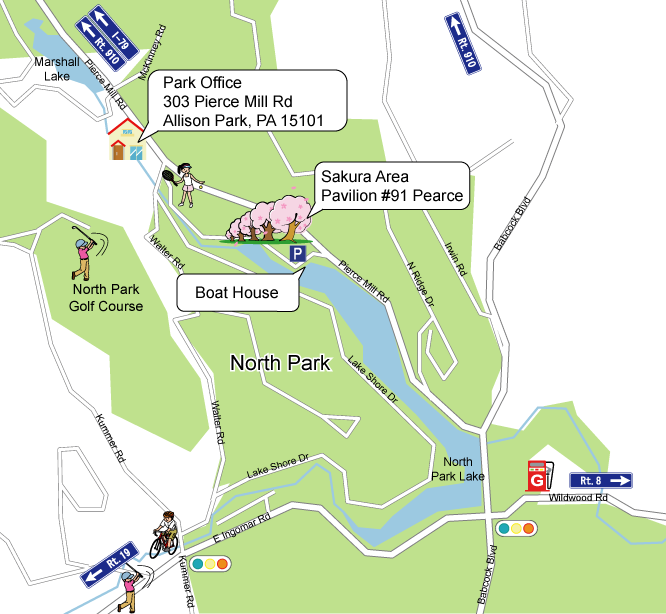 I-79
Rt. 910
Rt. 910
Marshall
Lake
McKinney Rd
Pierce Mill Rd
Park Office
303 Pierce Mill Rd
Allison Park, PA 15101
Sakura Area
Pavilion #91 Pearce
Babcock Blvd
Walter Rd
P
Irwin Rd
N Ridge Dr
Pierce Mill Rd
North Park
Golf Course
Boat House
North Park
Lake Shore Dr
Walter Rd
Kummer Rd
Lake Shore Dr
North
Park Lake
G
Rt. 8
Wildwood Rd
E Ingomar Rd
Rt. 19
Kummer Rd
Babcock Blvd